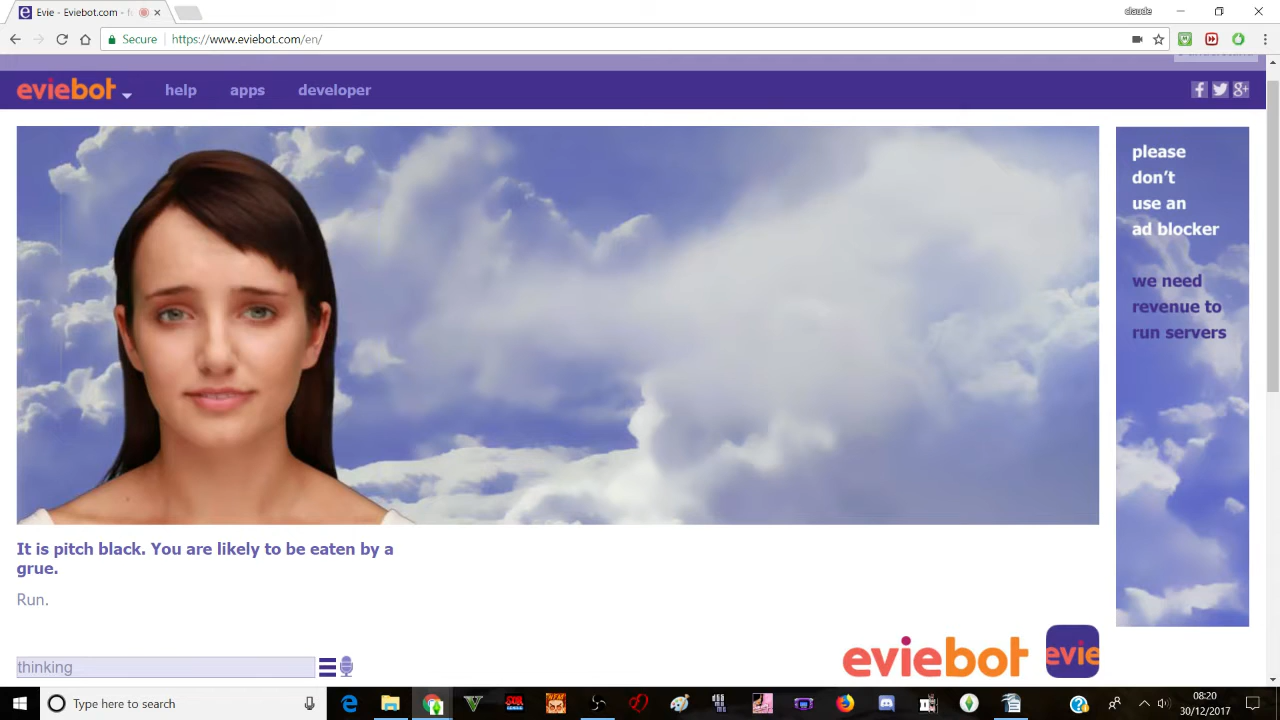 Evie - Eviebot.com - f
claude
Secure
https://www.eviebot.com/en/
eviebot
help
apps
developer
please
don't
use an
ad blocker
we need
revenue to
run servers
It is pitch black. You are likely to be eaten by a
grue.
Run.
thinking
eviebot
evie
Type here to search
08:20
30/12/2017